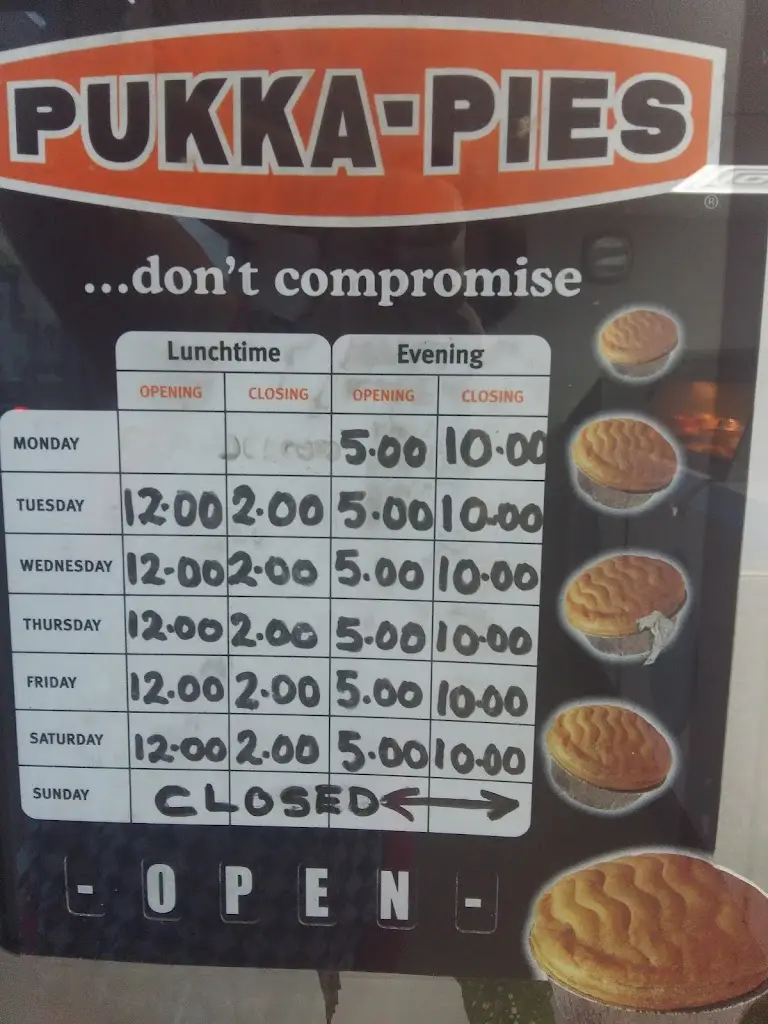 PUKKA-PIES
®
...don't compromise
Lunchtime Evening
OPENING CLOSING OPENING CLOSING
MONDAY 5.00 10.00
TUESDAY 12.00 2.00 5.00 10.00
WEDNESDAY 12.00 2.00 5.00 10.00
THURSDAY 12.00 2.00 5.00 10.00
FRIDAY 12.00 2.00 5.00 10.00
SATURDAY 12.00 2.00 5.00 10.00
SUNDAY CLOSED
- OPEN -